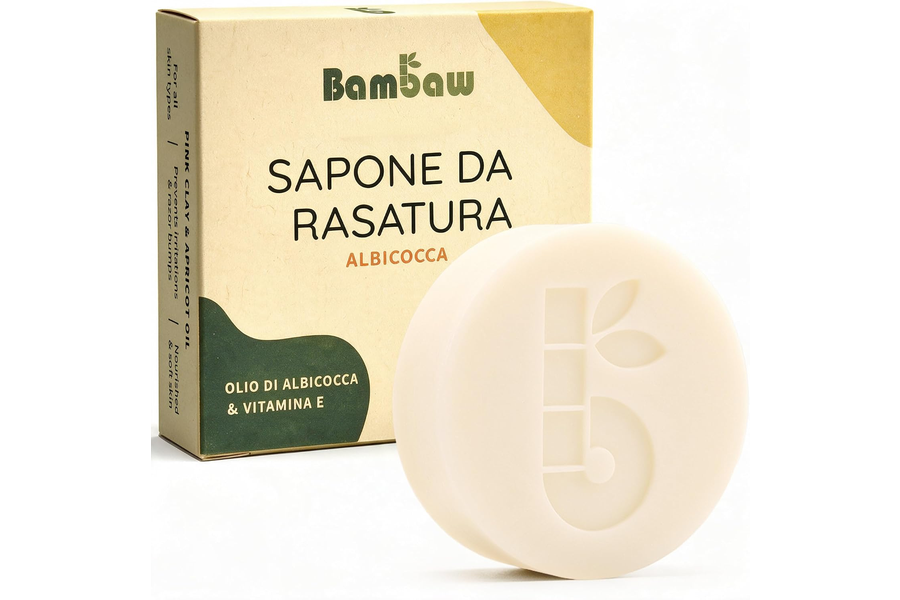 Bambaw
SAPONE DA
RASATURA
ALBICOCCA
OLIO DI ALBICOCCA
& VITAMINA E
PINK CLAY & APRICOT OIL
For all
skin types
|
Prevents irritations
& razor bumps
|
Nourished
& soft skin